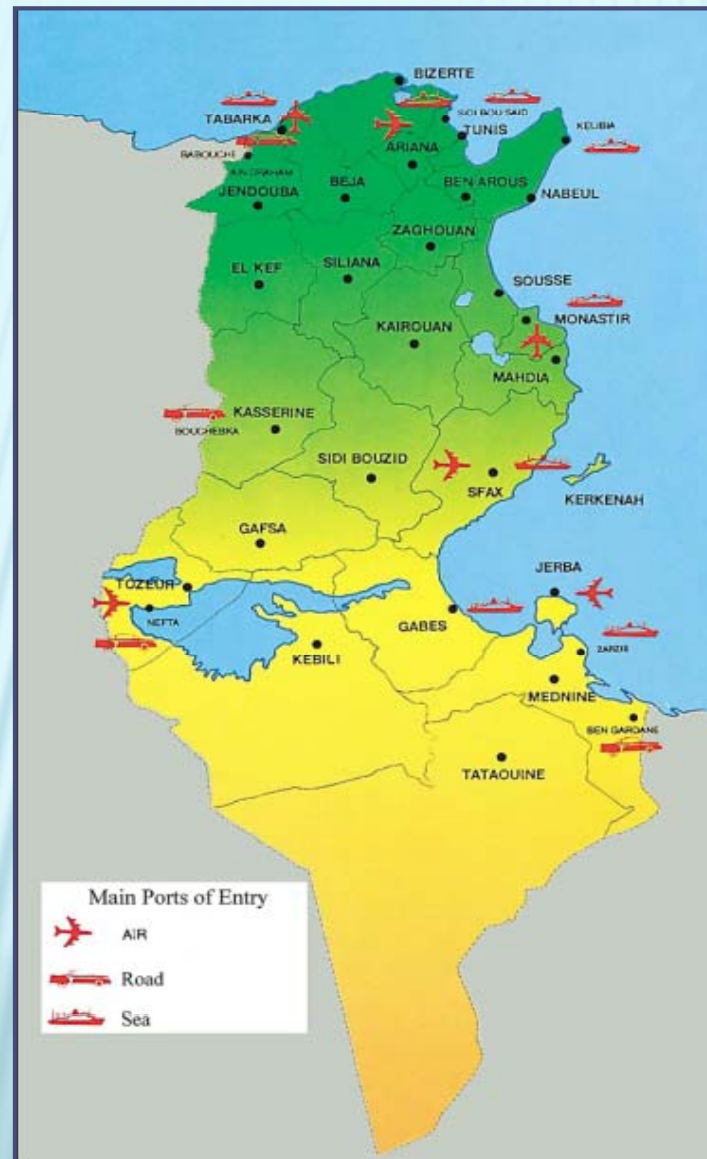 BIZERTE
SIDI BOU SAID
TABARKA
TUNIS
KELIBIA
ARIANA
BABOUCHE
AIN DRAHAM
BEJA
BEN AROUS
JENDOUBA
NABEUL
ZAGHOUAN
EL KEF
SILIANA
SOUSSE
KAIROUAN
MONASTIR
MAHDIA
KASSERINE
BOUCHEBKA
SIDI BOUZID
SFAX
KERKENAH
GAFSA
JERBA
TOZEUR
NEFTA
GABES
KEBILI
ZARZIS
MEDNINE
BEN GARDANE
TATAOUINE
Main Ports of Entry
AIR
Road
Sea